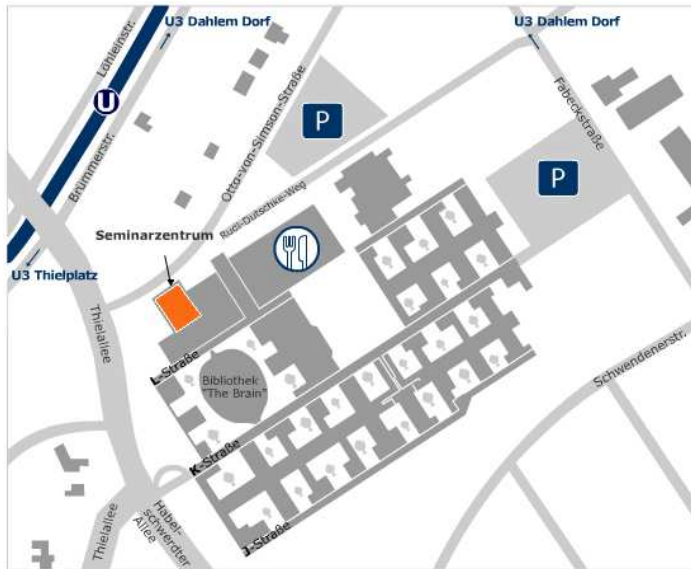 U3 Dahlem Dorf
U3 Dahlem Dorf
Löhleinstr.
U
Brümmerstr.
Otto-von-Simson-Straße
P
Fabeckstraße
P
Rudi-Dutschke-Weg
Seminarzentrum
U3 Thielplatz
Thielallee
L-Straße
Bibliothek
"The Brain"
Schwendenerstr.
K-Straße
Thielallee
Habel-
schwerdter
Allee
J-Straße